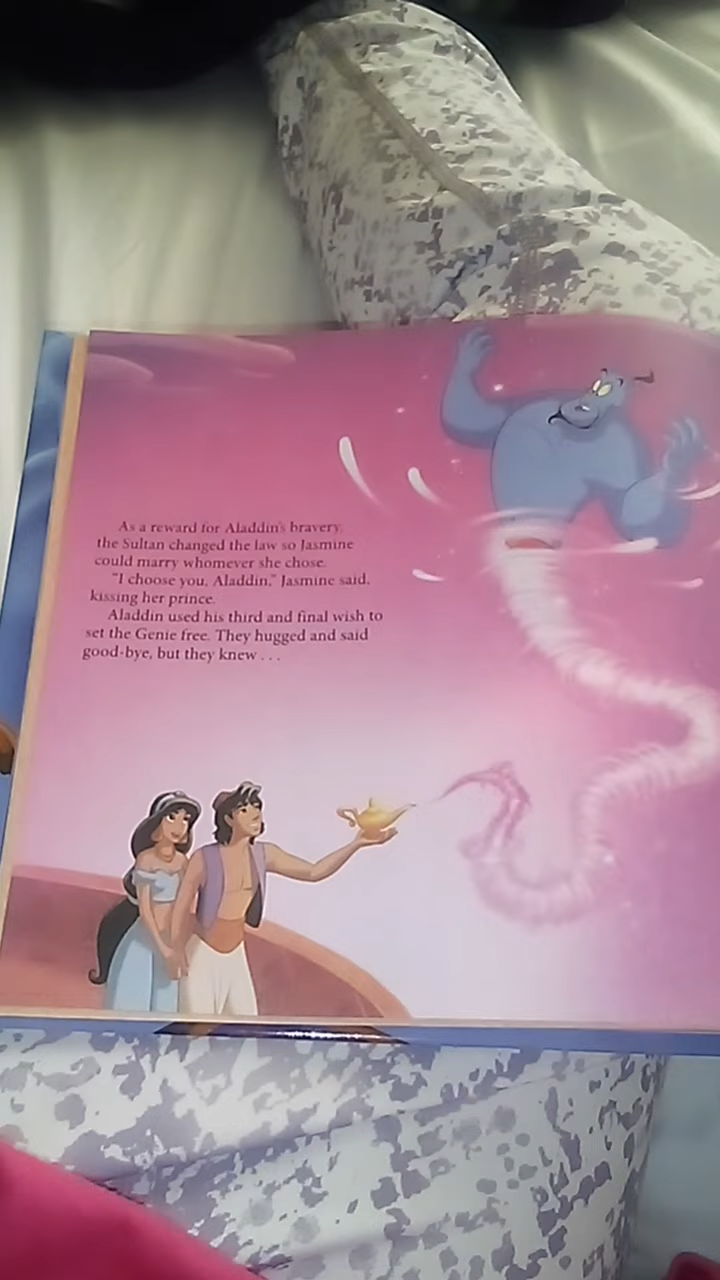 As a reward for Aladdin's bravery,
the Sultan changed the law so Jasmine
could marry whomever she chose.
"I choose you, Aladdin," Jasmine said,
kissing her prince.
Aladdin used his third and final wish to
set the Genie free. They hugged and said
good-bye, but they knew . . .